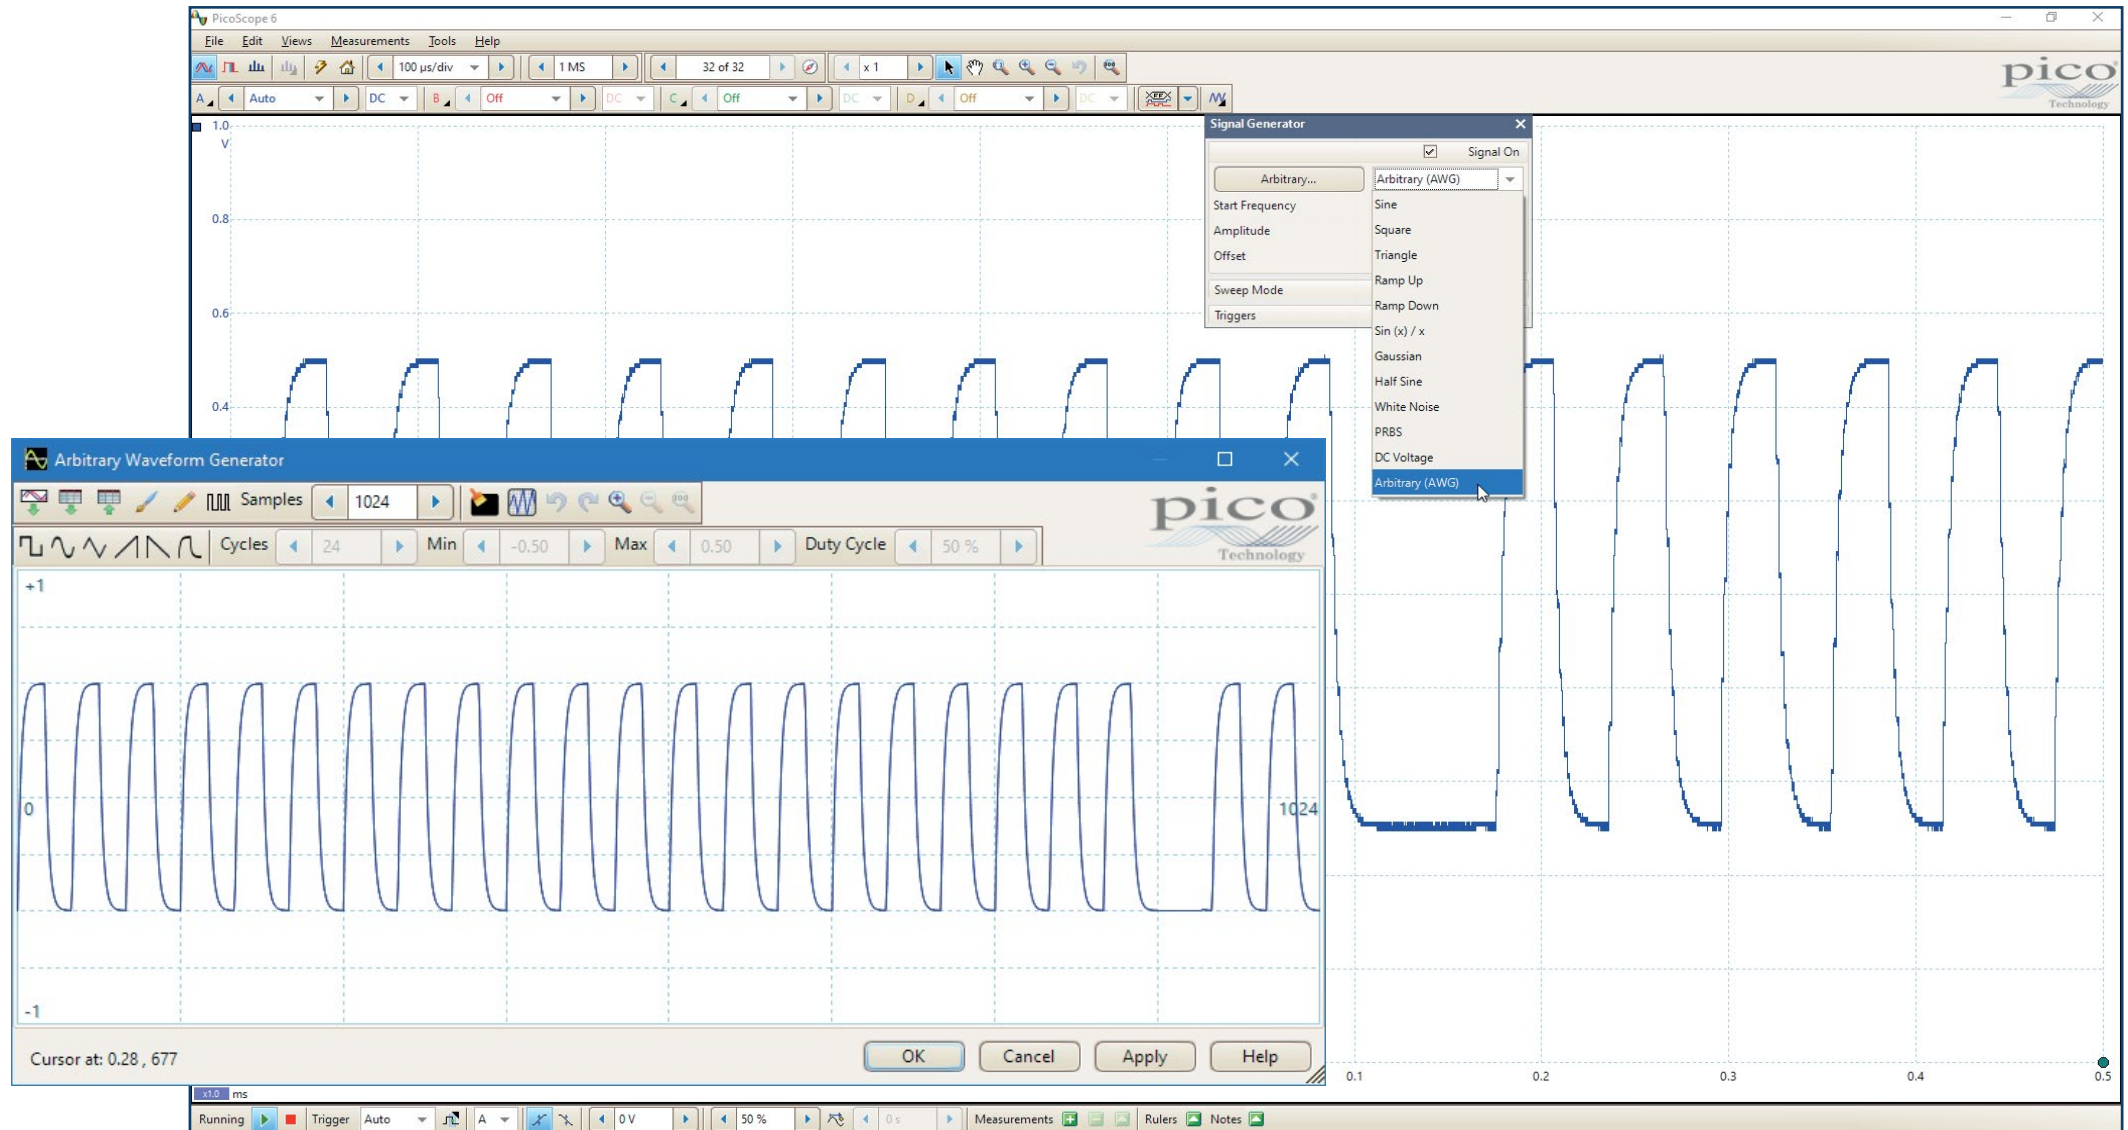 PicoScope 6
File Edit Views Measurements Tools Help
100 µs/div 1 MS 32 of 32 x 1
pico
Technology
A Auto DC B Off DC C Off DC D Off DC
1.0
V
0.8
0.6
0.4
Signal Generator
Signal On
Arbitrary... Arbitrary (AWG)
Start Frequency
Amplitude
Offset
Sweep Mode
Triggers
Sine
Square
Triangle
Ramp Up
Ramp Down
Sin (x) / x
Gaussian
Half Sine
White Noise
PRBS
DC Voltage
Arbitrary (AWG)
Arbitrary Waveform Generator
Samples 1024
pico
Technology
Cycles 24 Min -0.50 Max 0.50 Duty Cycle 50 %
+1
0 1024
-1
Cursor at: 0.28 , 677
OK Cancel Apply Help
0.1 0.2 0.3 0.4 0.5
x1.0 ms
Running Trigger Auto A 0 V 50 % 0 s Measurements Rulers Notes